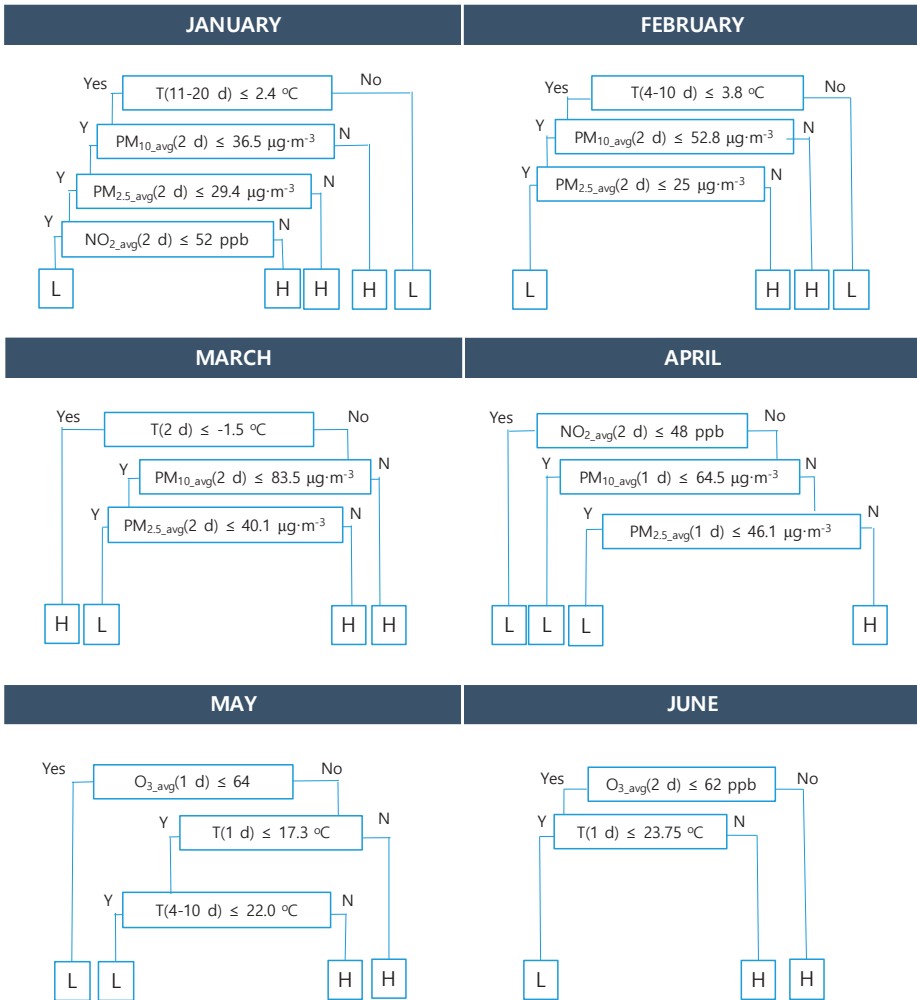 JANUARY
FEBRUARY
Yes
T(11-20 d) ≤ 2.4 ºC
No
Y
PM10_avg(2 d) ≤ 36.5 µg·m-3
N
Y
PM2.5_avg(2 d) ≤ 29.4 µg·m-3
N
Y
NO2_avg(2 d) ≤ 52 ppb
N
L
H
H
H
L
Yes
T(4-10 d) ≤ 3.8 ºC
No
Y
PM10_avg(2 d) ≤ 52.8 µg·m-3
N
Y
PM2.5_avg(2 d) ≤ 25 µg·m-3
N
L
H
H
L
MARCH
APRIL
Yes
T(2 d) ≤ -1.5 ºC
No
Y
PM10_avg(2 d) ≤ 83.5 µg·m-3
N
Y
PM2.5_avg(2 d) ≤ 40.1 µg·m-3
N
H
L
H
H
Yes
NO2_avg(2 d) ≤ 48 ppb
No
Y
PM10_avg(1 d) ≤ 64.5 µg·m-3
N
Y
PM2.5_avg(1 d) ≤ 46.1 µg·m-3
N
L
L
L
H
MAY
JUNE
Yes
O3_avg(1 d) ≤ 64
No
Y
T(1 d) ≤ 17.3 ºC
N
Y
T(4-10 d) ≤ 22.0 ºC
N
L
L
H
H
Yes
O3_avg(2 d) ≤ 62 ppb
No
Y
T(1 d) ≤ 23.75 ºC
N
L
H
H